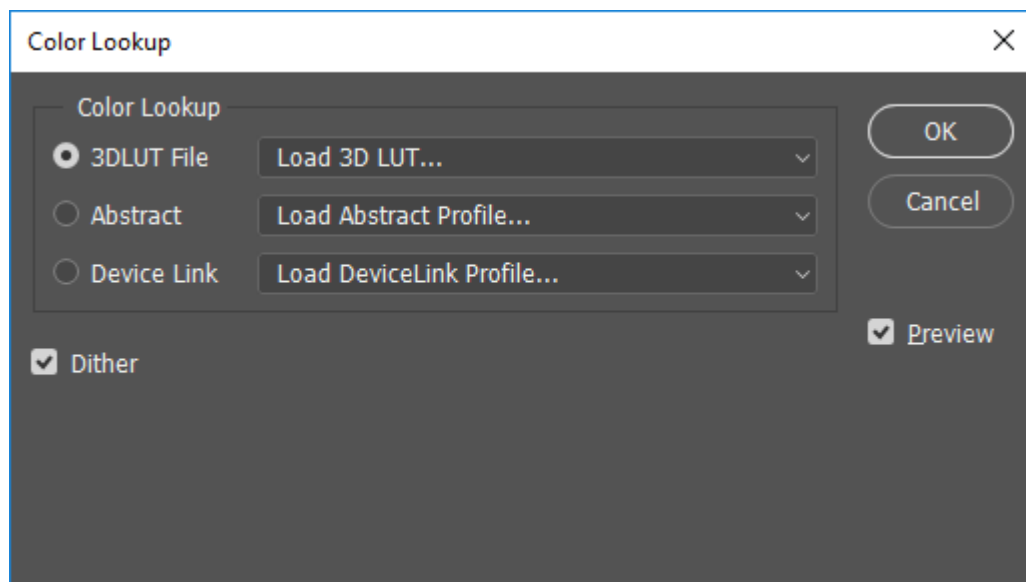 Color Lookup
Color Lookup
3DLUT File Load 3D LUT...
Abstract Load Abstract Profile...
Device Link Load DeviceLink Profile...
Dither
OK
Cancel
Preview